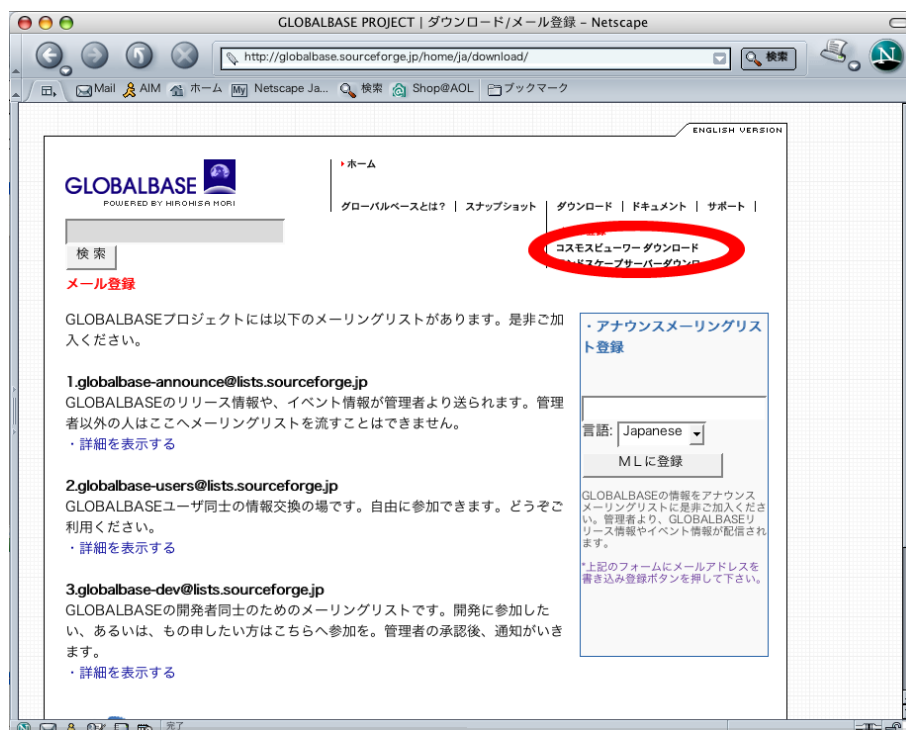 GLOBALBASE PROJECT | ダウンロード/メール登録 – Netscape
http://globalbase.sourceforge.jp/home/ja/download/
検索
N
Mail AIM ホーム My Netscape Ja... 検索 Shop@AOL ブックマーク
ENGLISH VERSION
GLOBALBASE
POWERED BY HIROHISA MORI
ホーム
グローバルベースとは? | スナップショット | ダウンロード | ドキュメント | サポート |
コスモスビューワー ダウンロード
ドスケープサーバーダウンロ
検 索
メール登録
GLOBALBASEプロジェクトには以下のメーリングリストがあります。是非ご加
入ください。
1.globalbase-announce@lists.sourceforge.jp
GLOBALBASEのリリース情報や、イベント情報が管理者より送られます。管理
者以外の人はここへメーリングリストを流すことはできません。
・詳細を表示する
2.globalbase-users@lists.sourceforge.jp
GLOBALBASEユーザ同士の情報交換の場です。自由に参加できます。どうぞご
利用ください。
・詳細を表示する
3.globalbase-dev@lists.sourceforge.jp
GLOBALBASEの開発者同士のためのメーリングリストです。開発に参加した
い、あるいは、もの申したい方はこちらへ参加を。管理者の承認後、通知がいき
ます。
・詳細を表示する
・アナウンスメーリングリス
ト登録
言語: Japanese
MLに登録
GLOBALBASEの情報をアナウンス
メーリングリストに是非ご加入くださ
い。管理者より、GLOBALBASEリ
リース情報やイベント情報が配信され
ます。
*上記のフォームにメールアドレスを
書き込み登録ボタンを押して下さい。
完了